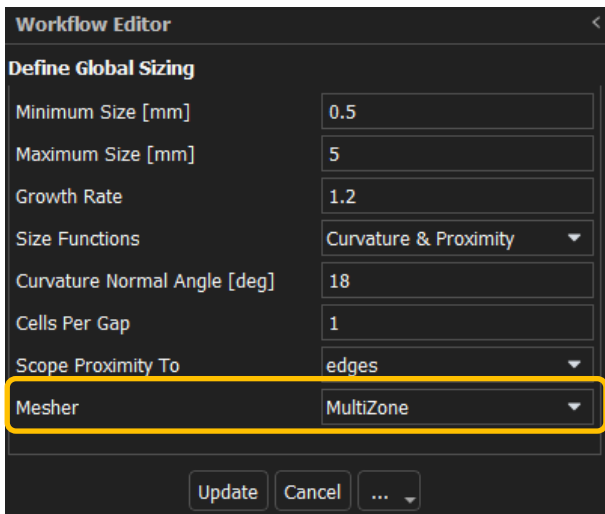 Workflow Editor
Define Global Sizing
Minimum Size [mm] 0.5
Maximum Size [mm] 5
Growth Rate 1.2
Size Functions Curvature & Proximity
Curvature Normal Angle [deg] 18
Cells Per Gap 1
Scope Proximity To edges
Mesher MultiZone
Update Cancel ...